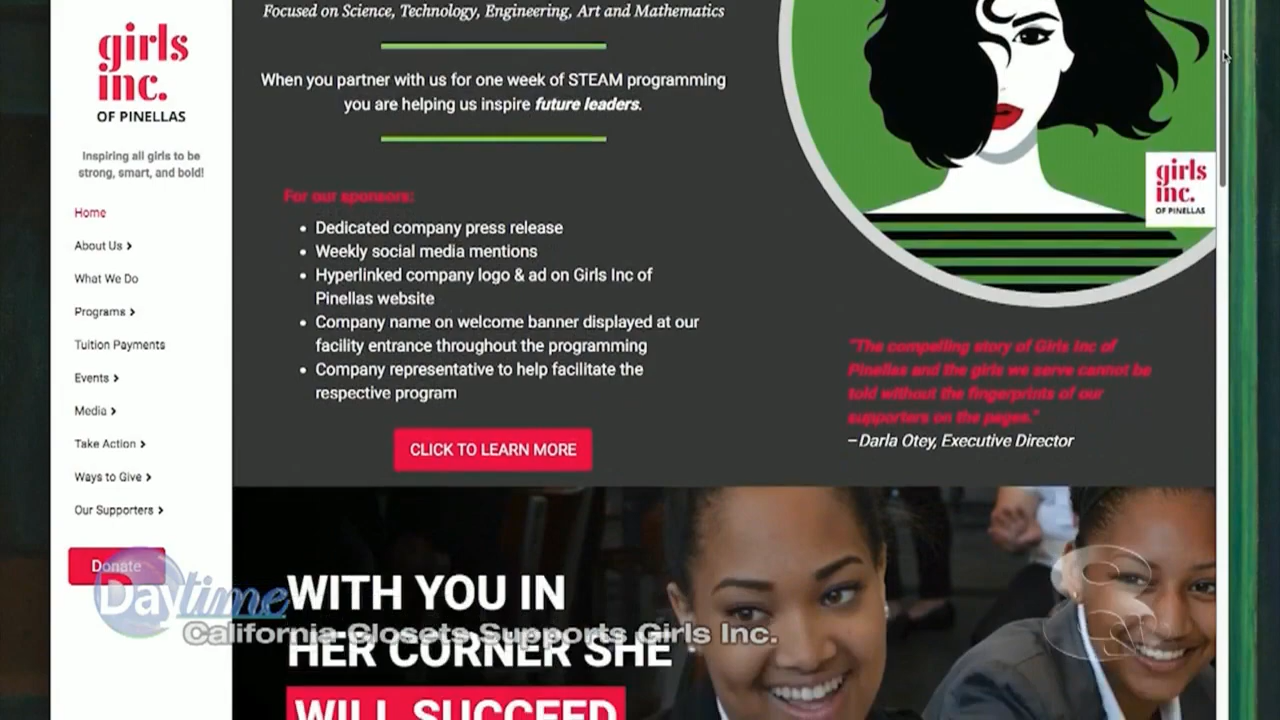 girls
inc.
OF PINELLAS
Inspiring all girls to be
strong, smart, and bold!
Home
About Us
What We Do
Programs
Tuition Payments
Events
Media
Take Action
Ways to Give
Our Supporters
Donate
Focused on Science, Technology, Engineering, Art and Mathematics
When you partner with us for one week of STEAM programming
you are helping us inspire future leaders.
For our sponsors:
• Dedicated company press release
• Weekly social media mentions
• Hyperlinked company logo & ad on Girls Inc of
Pinellas website
• Company name on welcome banner displayed at our
facility entrance throughout the programming
• Company representative to help facilitate the
respective program
CLICK TO LEARN MORE
girls
inc.
OF PINELLAS
"The compelling story of Girls Inc of
Pinellas and the girls we serve cannot be
told without the fingerprints of our
supporters on the pages."
– Darla Otey, Executive Director
WITH YOU IN
HER CORNER SHE
WILL SUCCEED
Daytime
California Closets Supports Girls Inc.
8